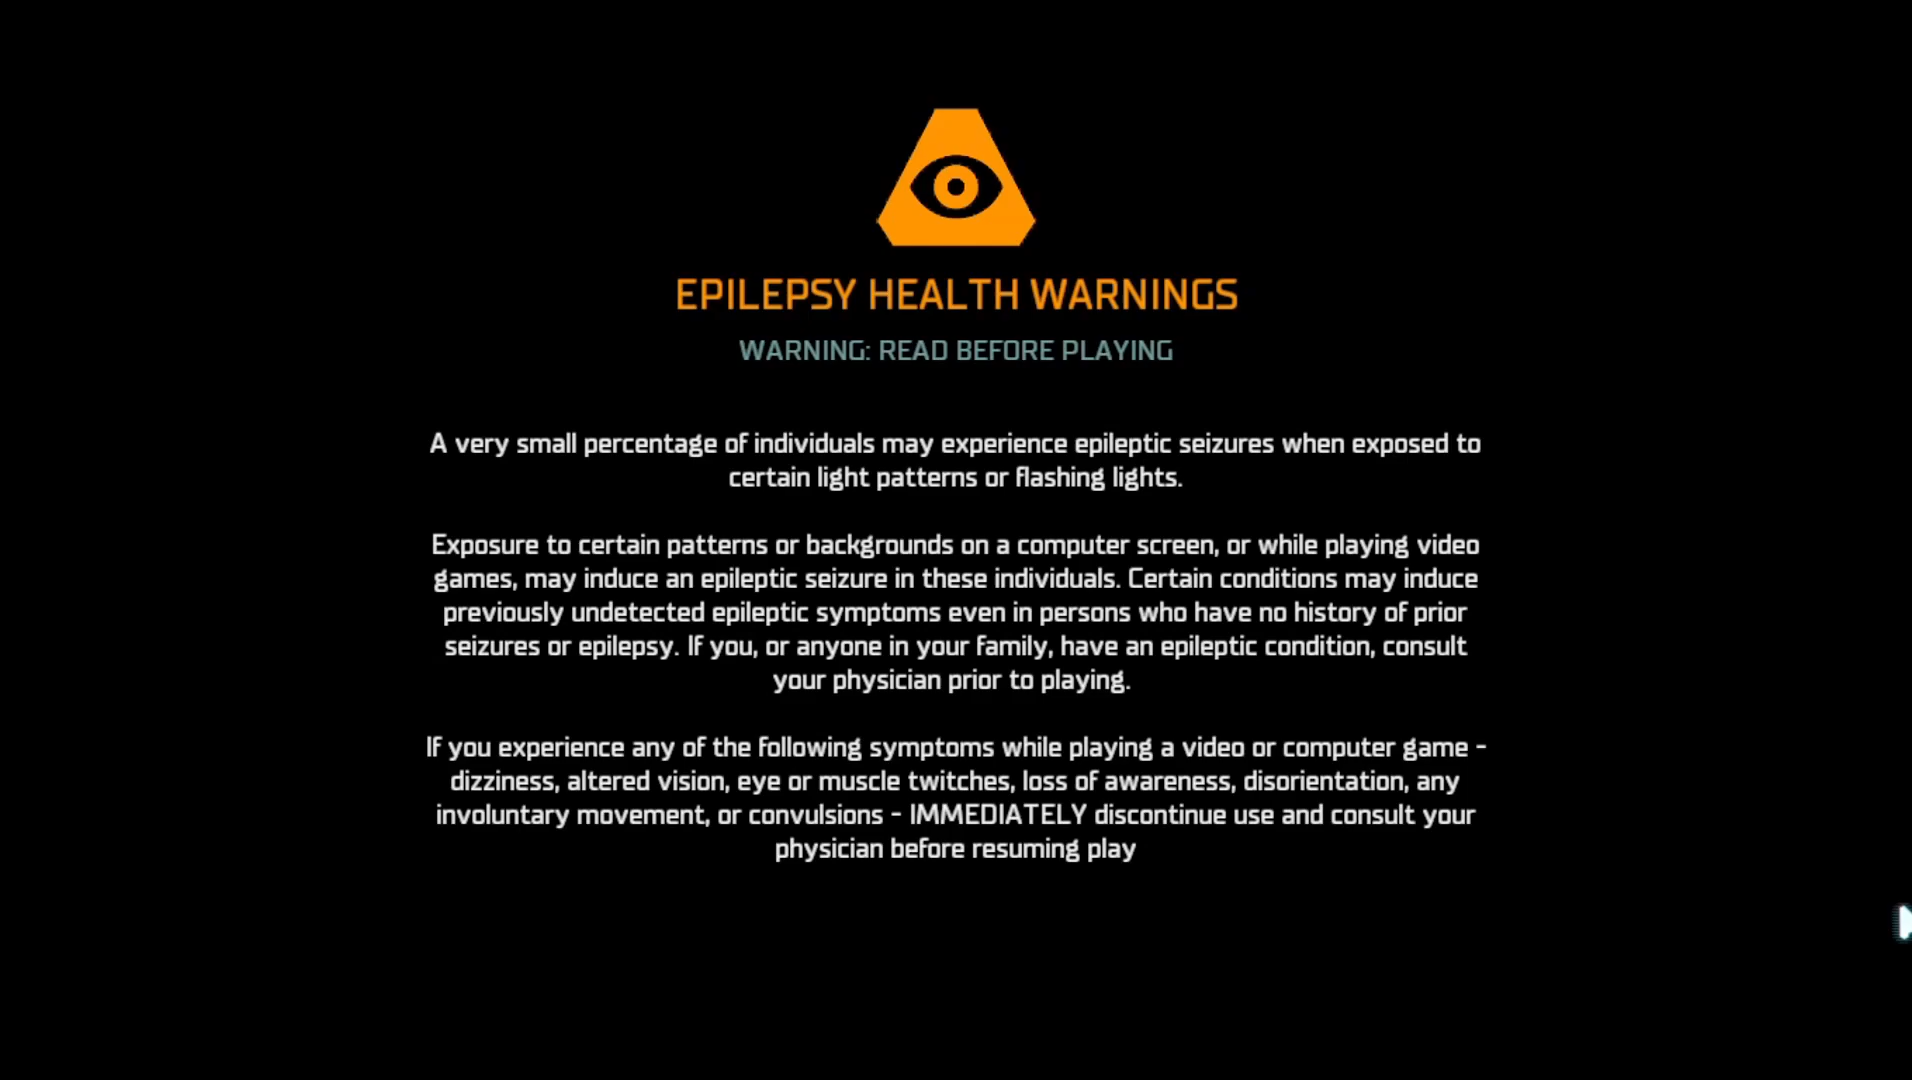 EPILEPSY HEALTH WARNINGS
WARNING: READ BEFORE PLAYING
A very small percentage of individuals may experience epileptic seizures when exposed to
certain light patterns or flashing lights.
Exposure to certain patterns or backgrounds on a computer screen, or while playing video
games, may induce an epileptic seizure in these individuals. Certain conditions may induce
previously undetected epileptic symptoms even in persons who have no history of prior
seizures or epilepsy. If you, or anyone in your family, have an epileptic condition, consult
your physician prior to playing.
If you experience any of the following symptoms while playing a video or computer game -
dizziness, altered vision, eye or muscle twitches, loss of awareness, disorientation, any
involuntary movement, or convulsions - IMMEDIATELY discontinue use and consult your
physician before resuming play